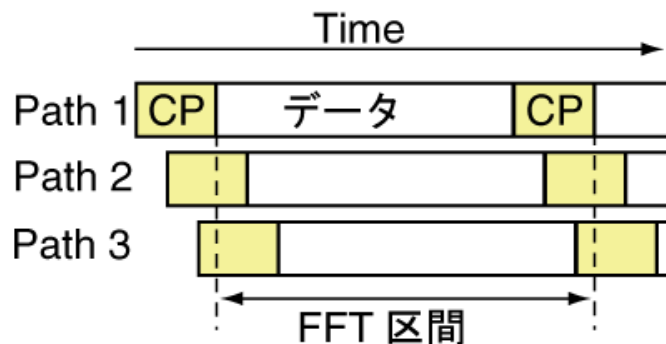 Time
Path 1 CP データ CP
Path 2
Path 3
FFT 区間